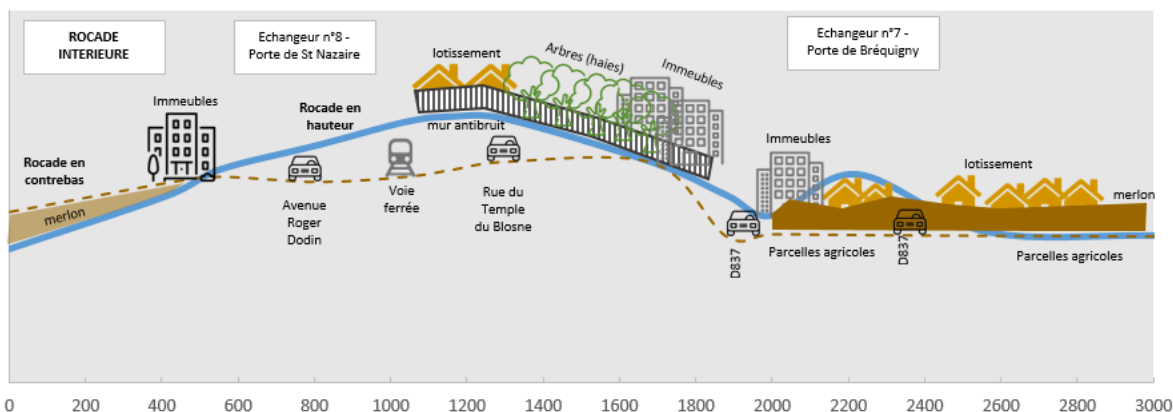 ROCADE
INTERIEURE
Echangeur n°8 -
Porte de St Nazaire
Echangeur n°7 -
Porte de Bréquigny
lotissement
Arbres (haies)
Immeubles
Immeubles
Rocade en
hauteur
mur antibruit
Immeubles
lotissement
Rocade en
contrebas
merlon
merlon
Avenue
Roger
Dodin
Voie
ferrée
Rue du
Temple
du Blosne
D837
Parcelles agricoles
D837
Parcelles agricoles
0 200 400 600 800 1000 1200 1400 1600 1800 2000 2200 2400 2600 2800 3000